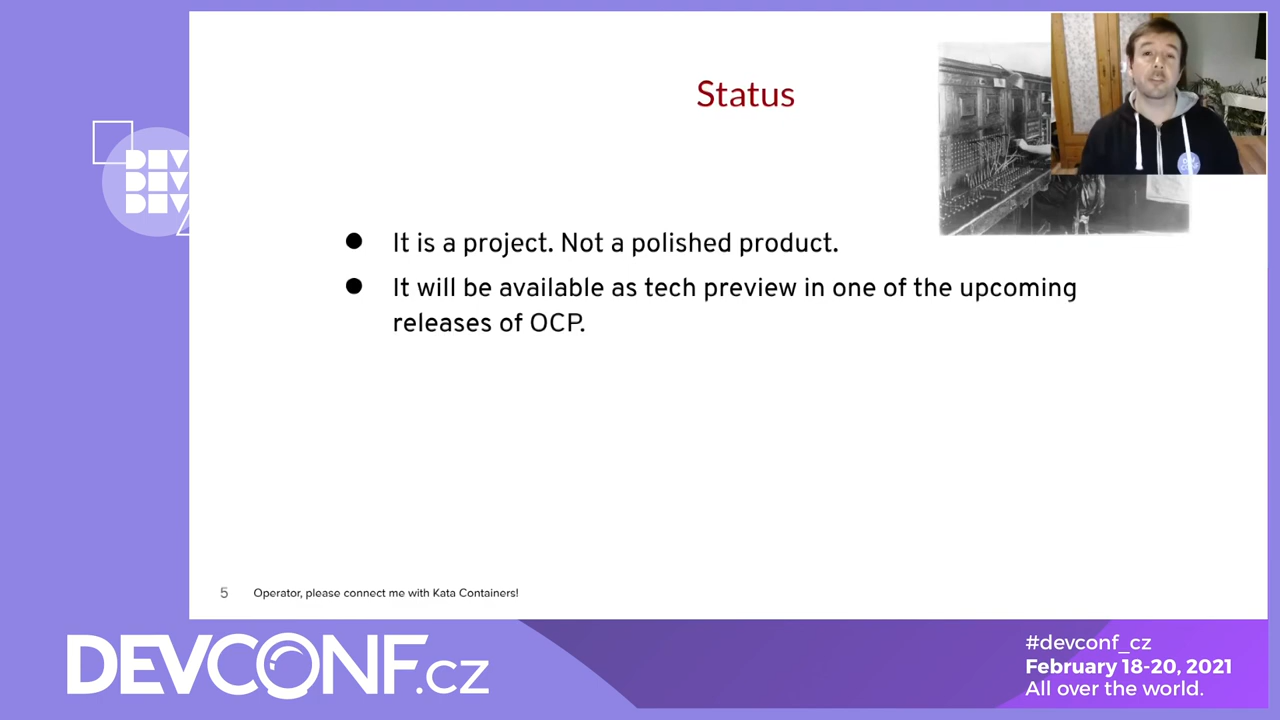 Status
DEV
DEV
DEV
● It is a project. Not a polished product.
● It will be available as tech preview in one of the upcoming
releases of OCP.
5 Operator, please connect me with Kata Containers!
DEVCONF.cz
#devconf_cz
February 18-20, 2021
All over the world.